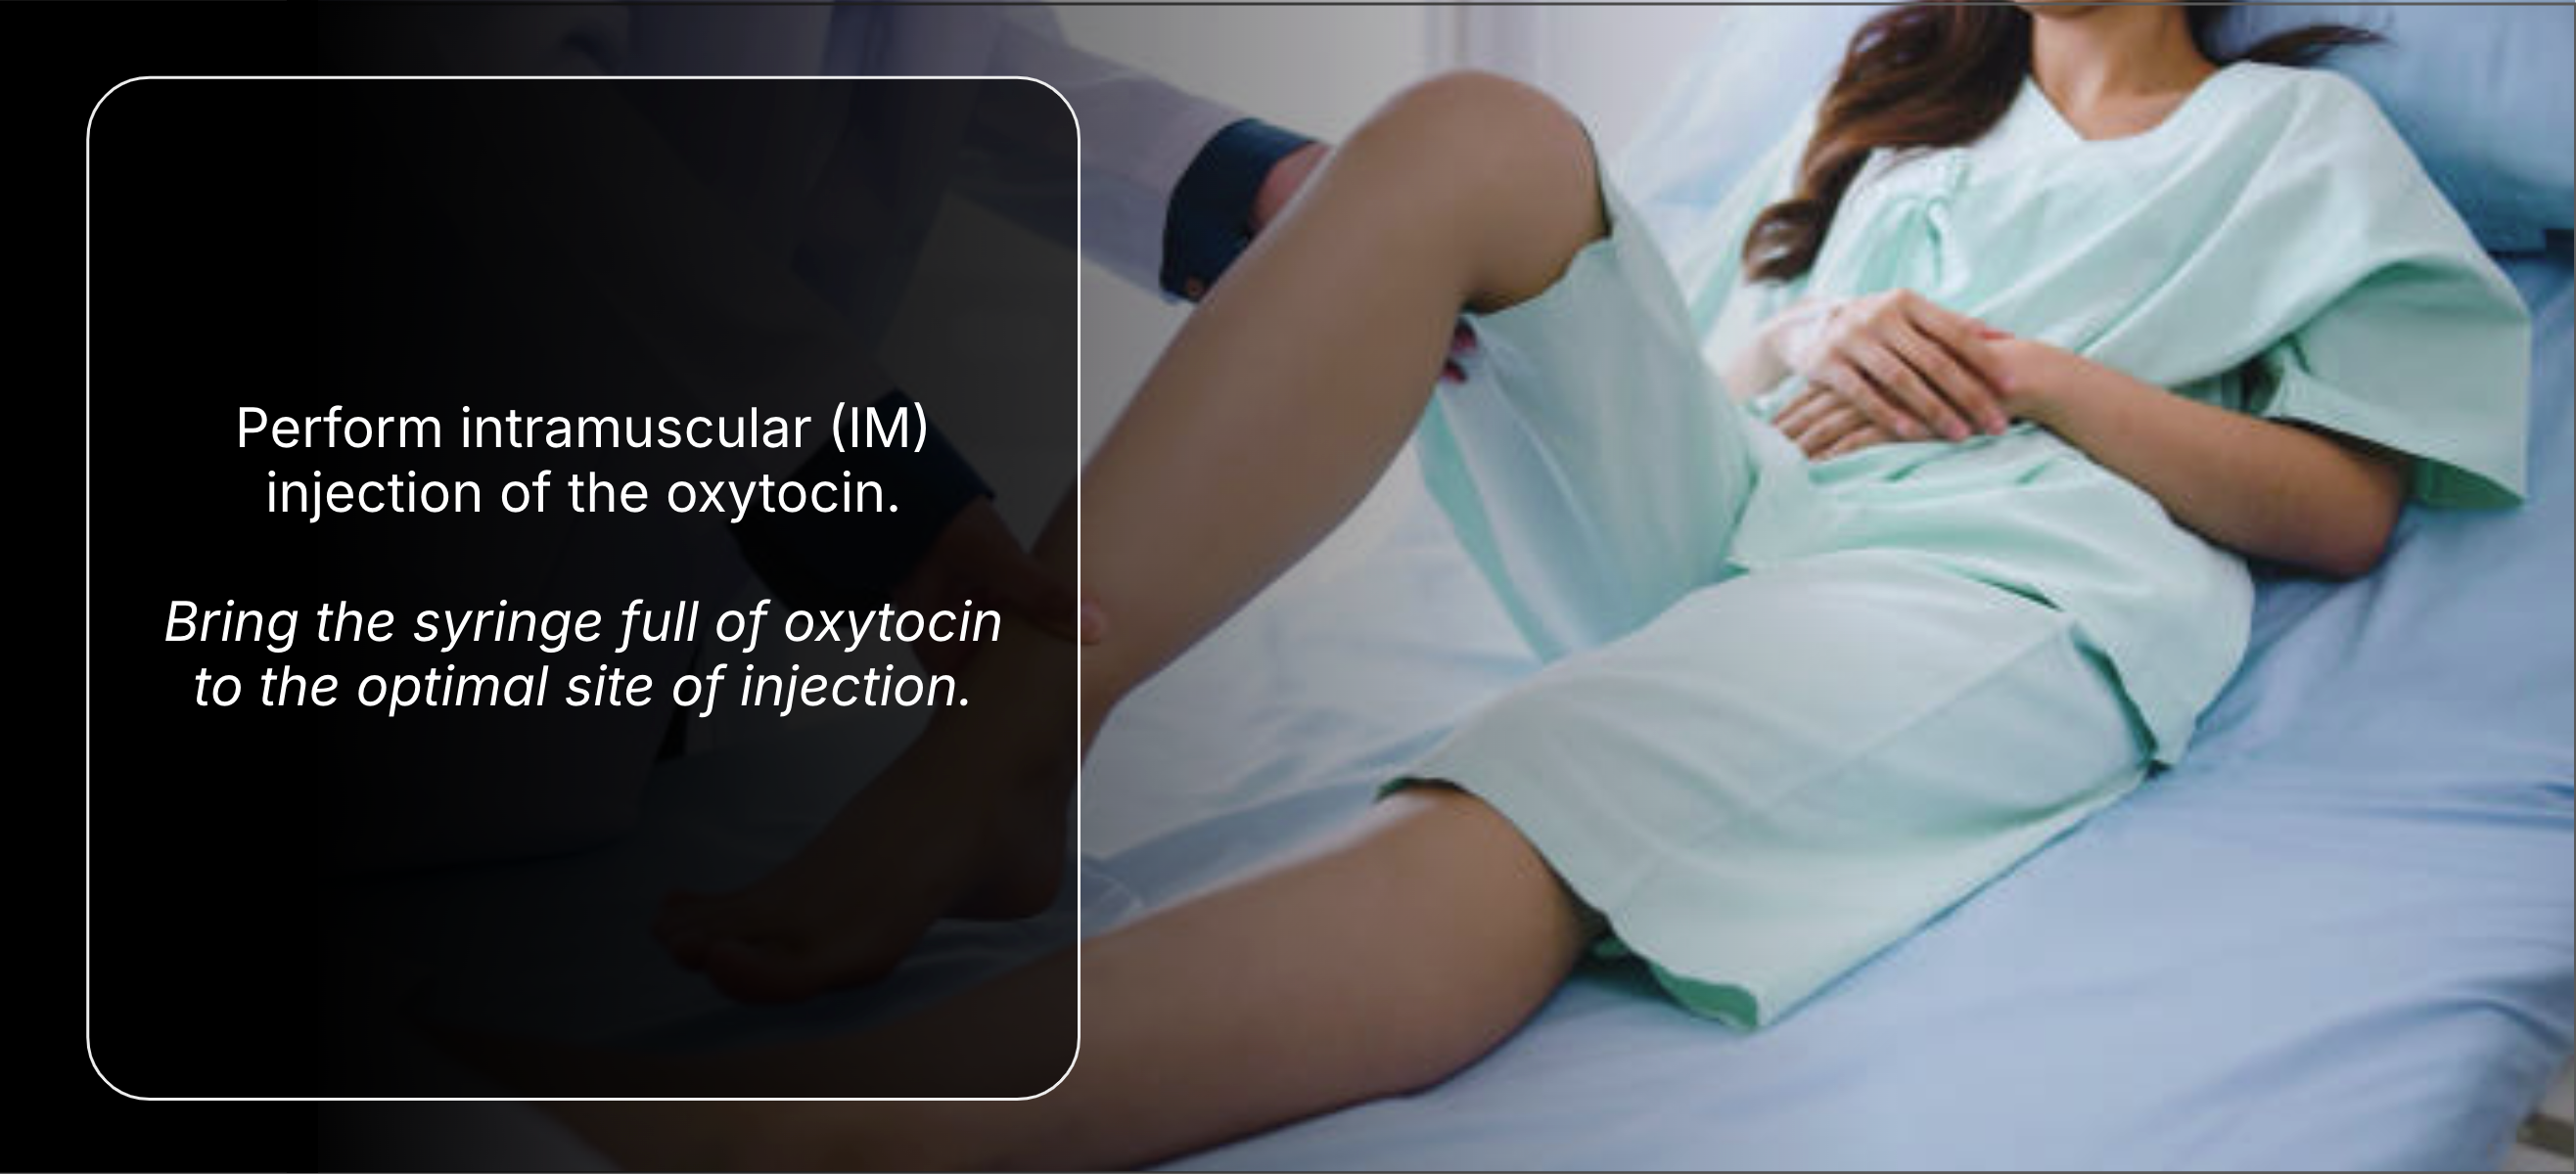 Perform intramuscular (IM)
injection of the oxytocin.
Bring the syringe full of oxytocin
to the optimal site of injection.